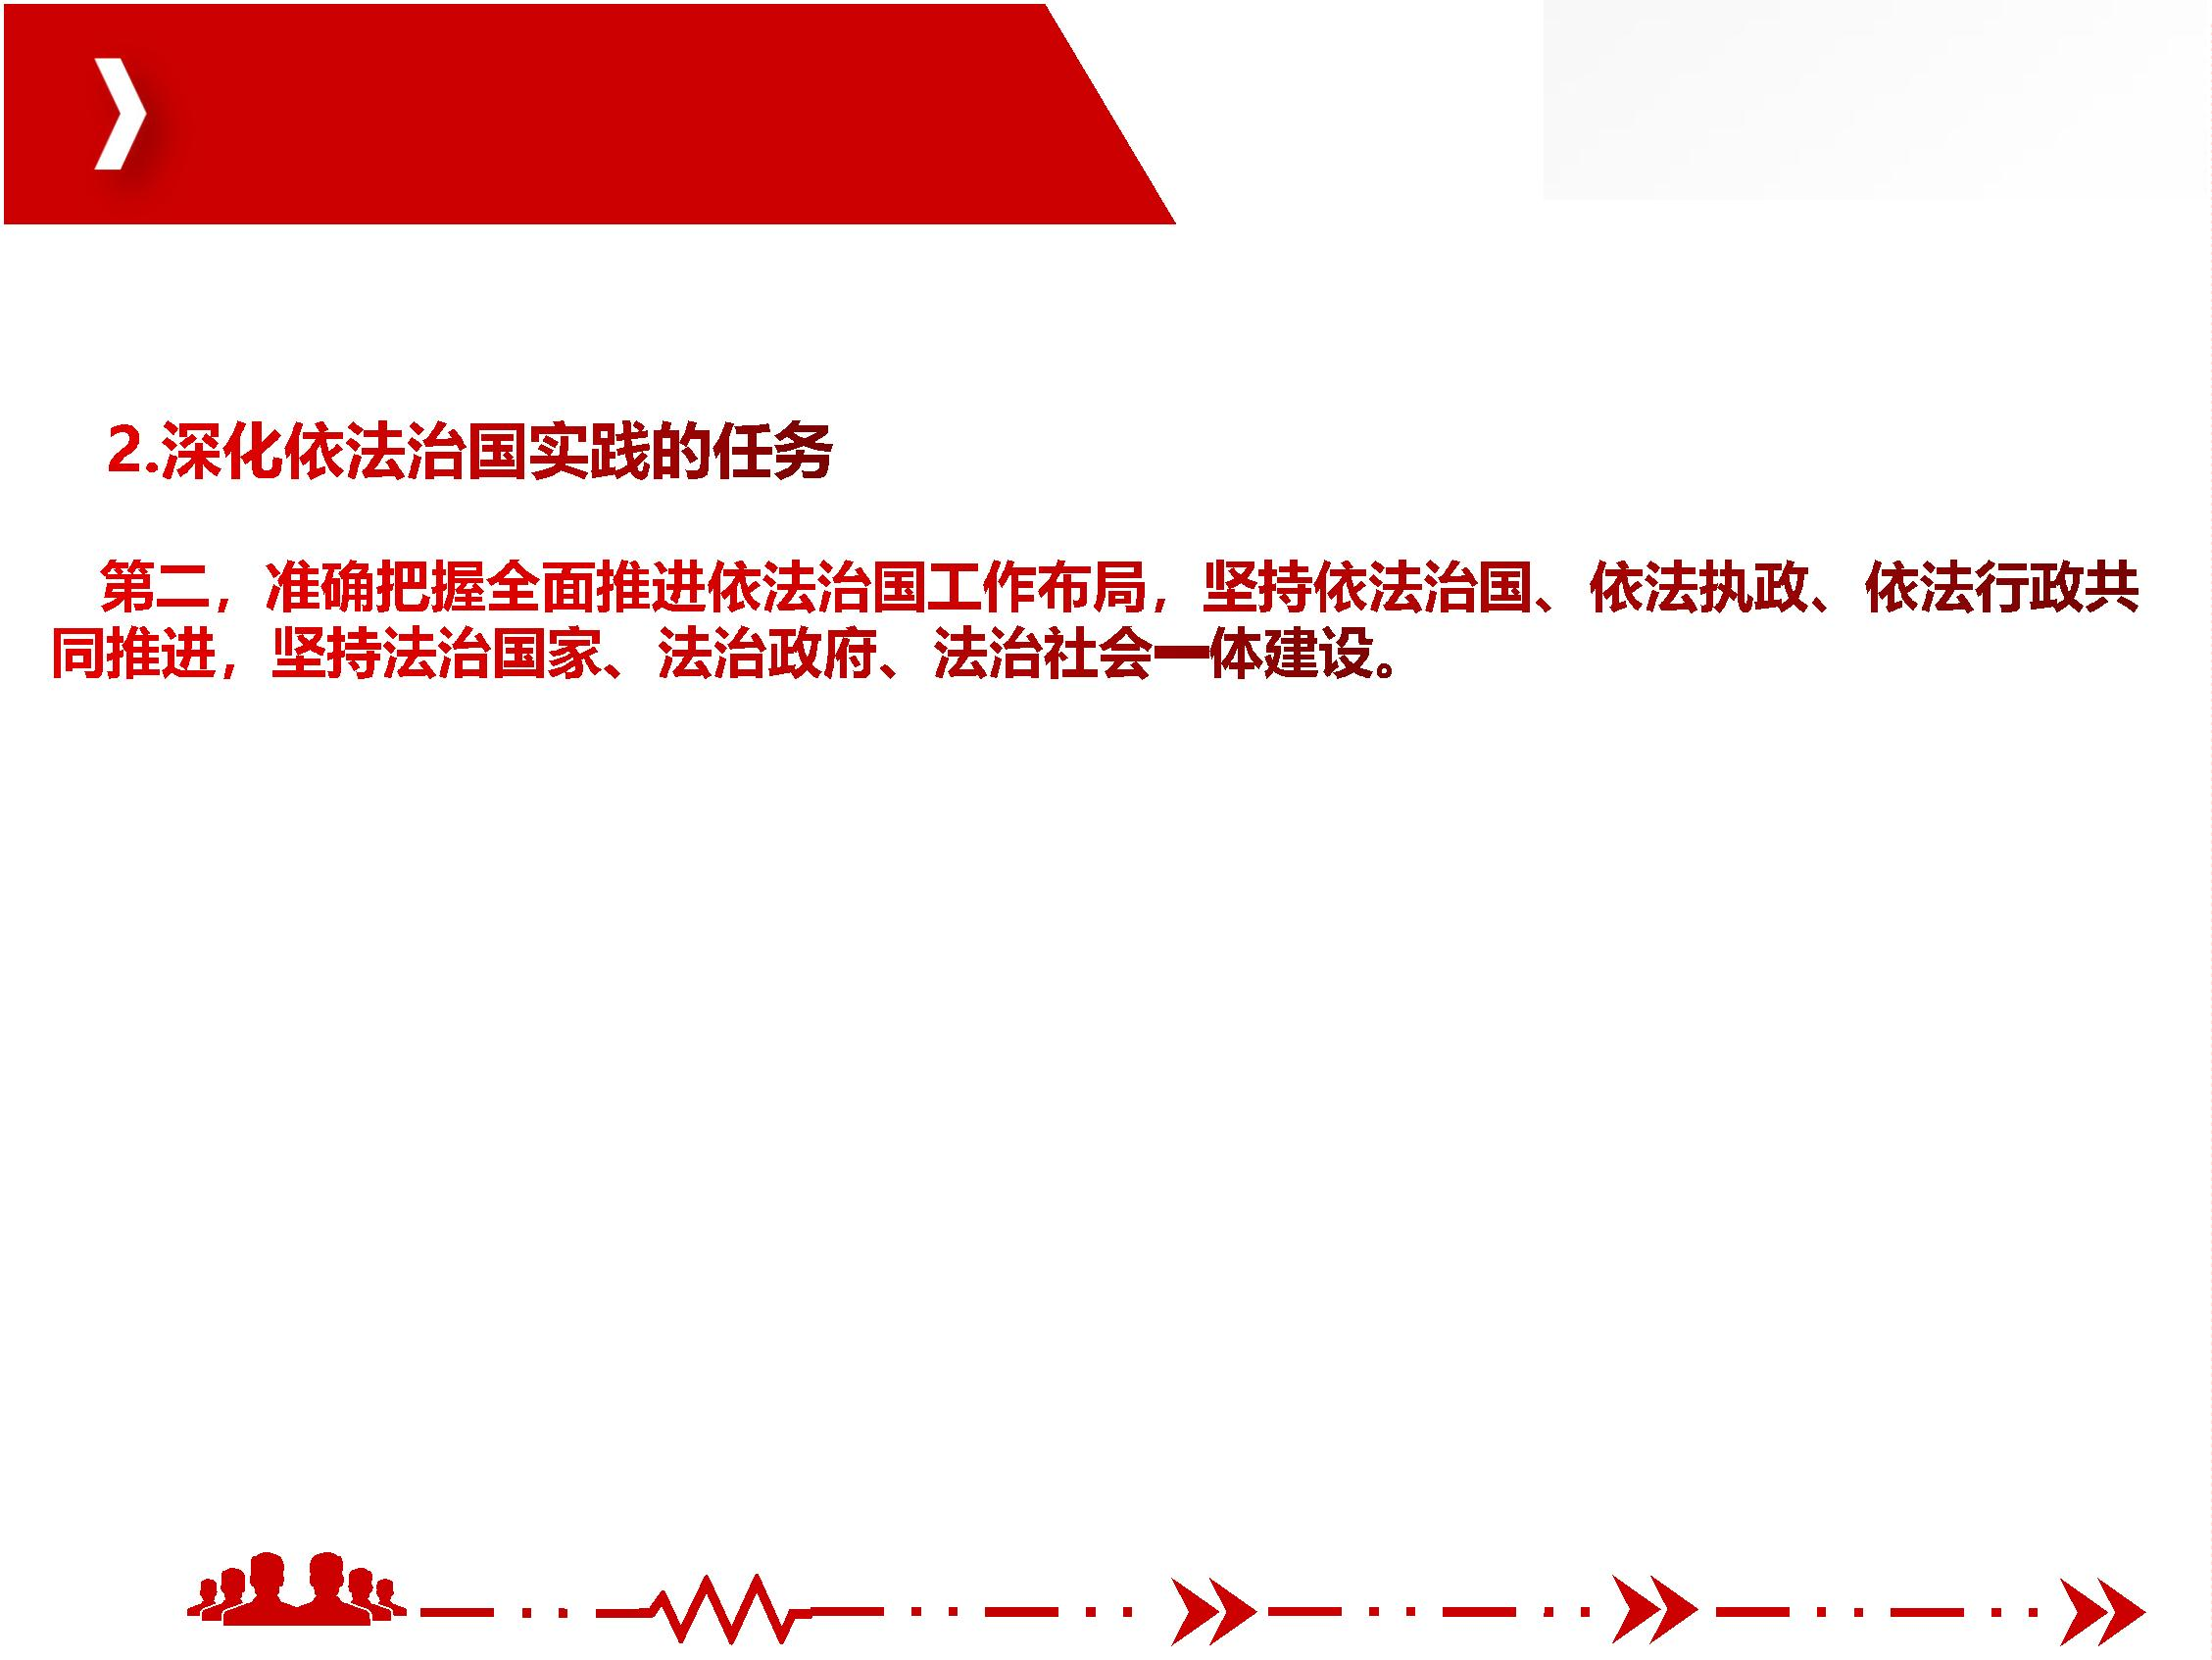 2.深化依法治国实践的任务
第二，准确把握全面推进依法治国工作布局，坚持依法治国、依法执政、依法行政共
同推进，坚持法治国家、法治政府、法治社会一体建设。